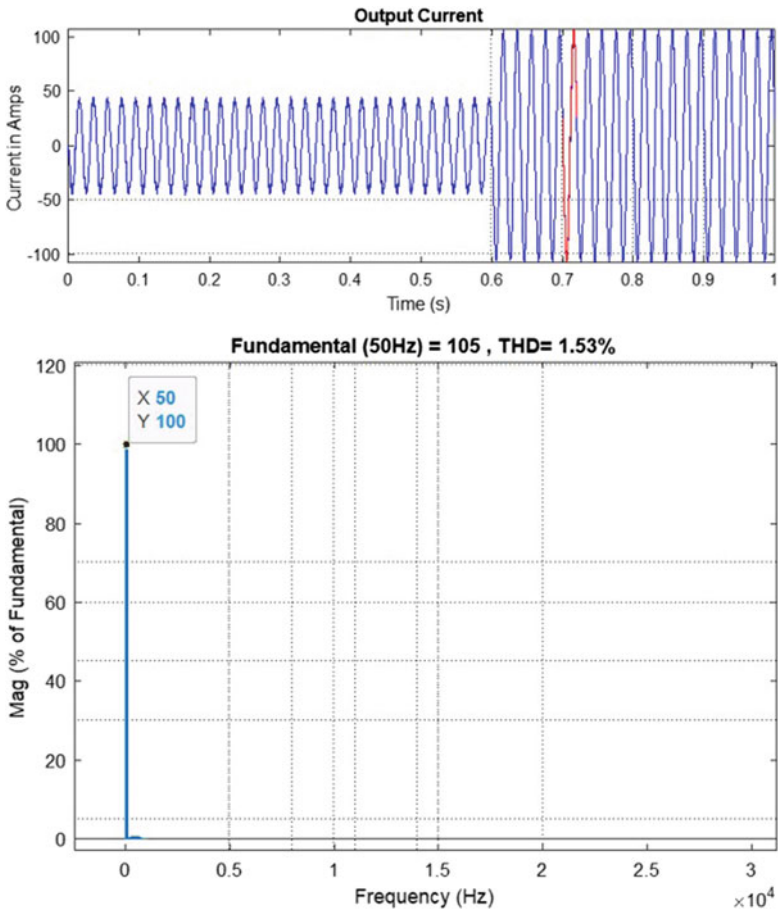 Output Current
100
50
0
-50
-100
Current in Amps
0 0.1 0.2 0.3 0.4 0.5 0.6 0.7 0.8 0.9 1
Time (s)
Fundamental (50Hz) = 105 , THD= 1.53%
120
100
80
60
40
20
0
Mag (% of Fundamental)
X 50
Y 100
0 0.5 1 1.5 2 2.5 3
Frequency (Hz)
×10⁴